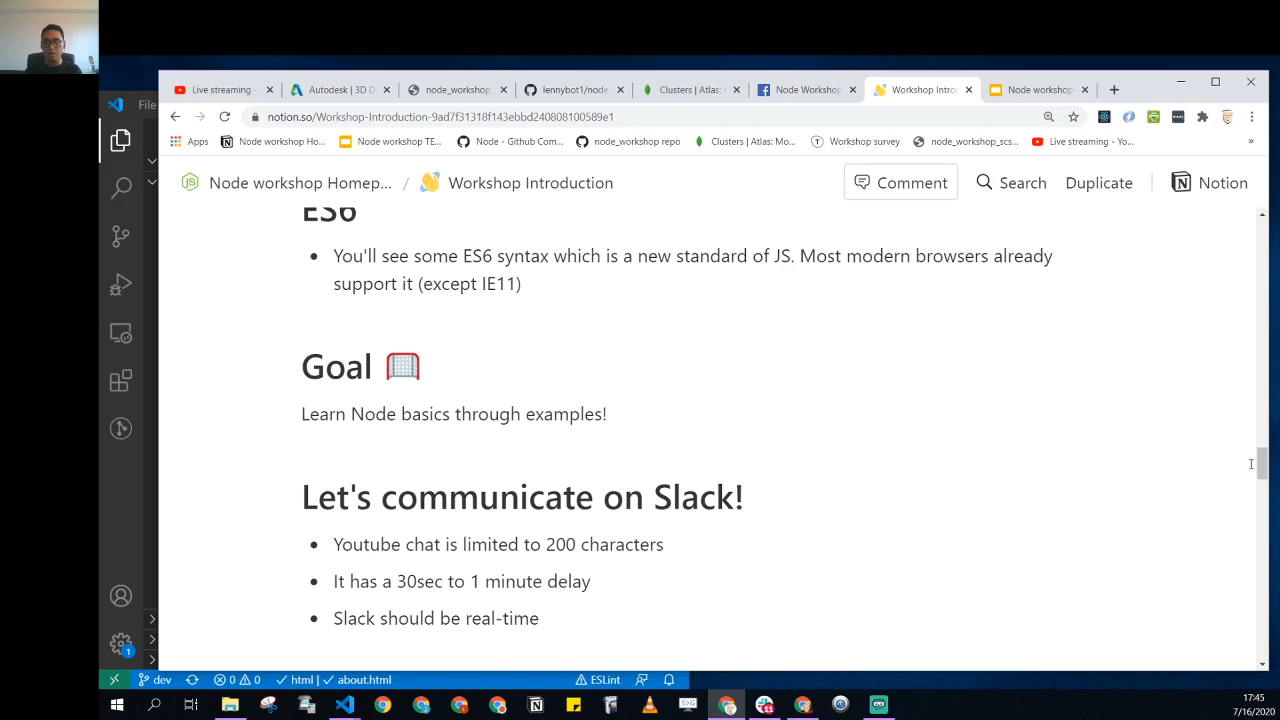 File
Live streaming -
Autodesk | 3D D
node_workshop
lennybot1/node
Clusters | Atlas:
Node Workshop
Workshop Intro
Node workshop
Apps
Node workshop Ho...
Node workshop TE...
Node - Github Com...
node_workshop repo
Clusters | Atlas: Mo...
Workshop survey
node_workshop_scs...
Live streaming - Yo...
Node workshop Homep... / Workshop Introduction
Comment
Search
Duplicate
Notion
ES6
• You'll see some ES6 syntax which is a new standard of JS. Most modern browsers already
support it (except IE11)
Goal
Learn Node basics through examples!
Let's communicate on Slack!
• Youtube chat is limited to 200 characters
• It has a 30sec to 1 minute delay
• Slack should be real-time
1
dev
0
0
html
about.html
ESLint
17:45
7/16/2020